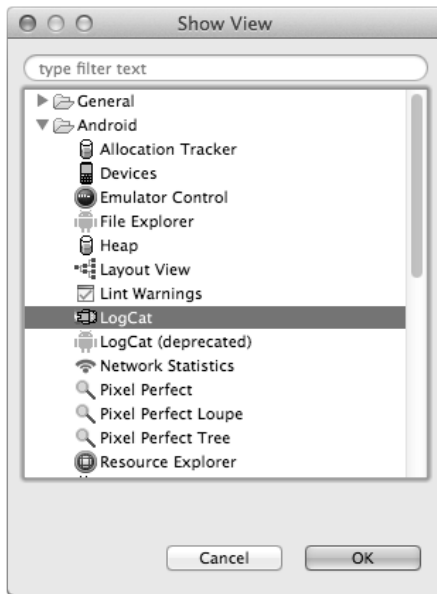 Show View
type filter text
General
Android
Allocation Tracker
Devices
Emulator Control
File Explorer
Heap
Layout View
Lint Warnings
LogCat
LogCat (deprecated)
Network Statistics
Pixel Perfect
Pixel Perfect Loupe
Pixel Perfect Tree
Resource Explorer
Cancel
OK